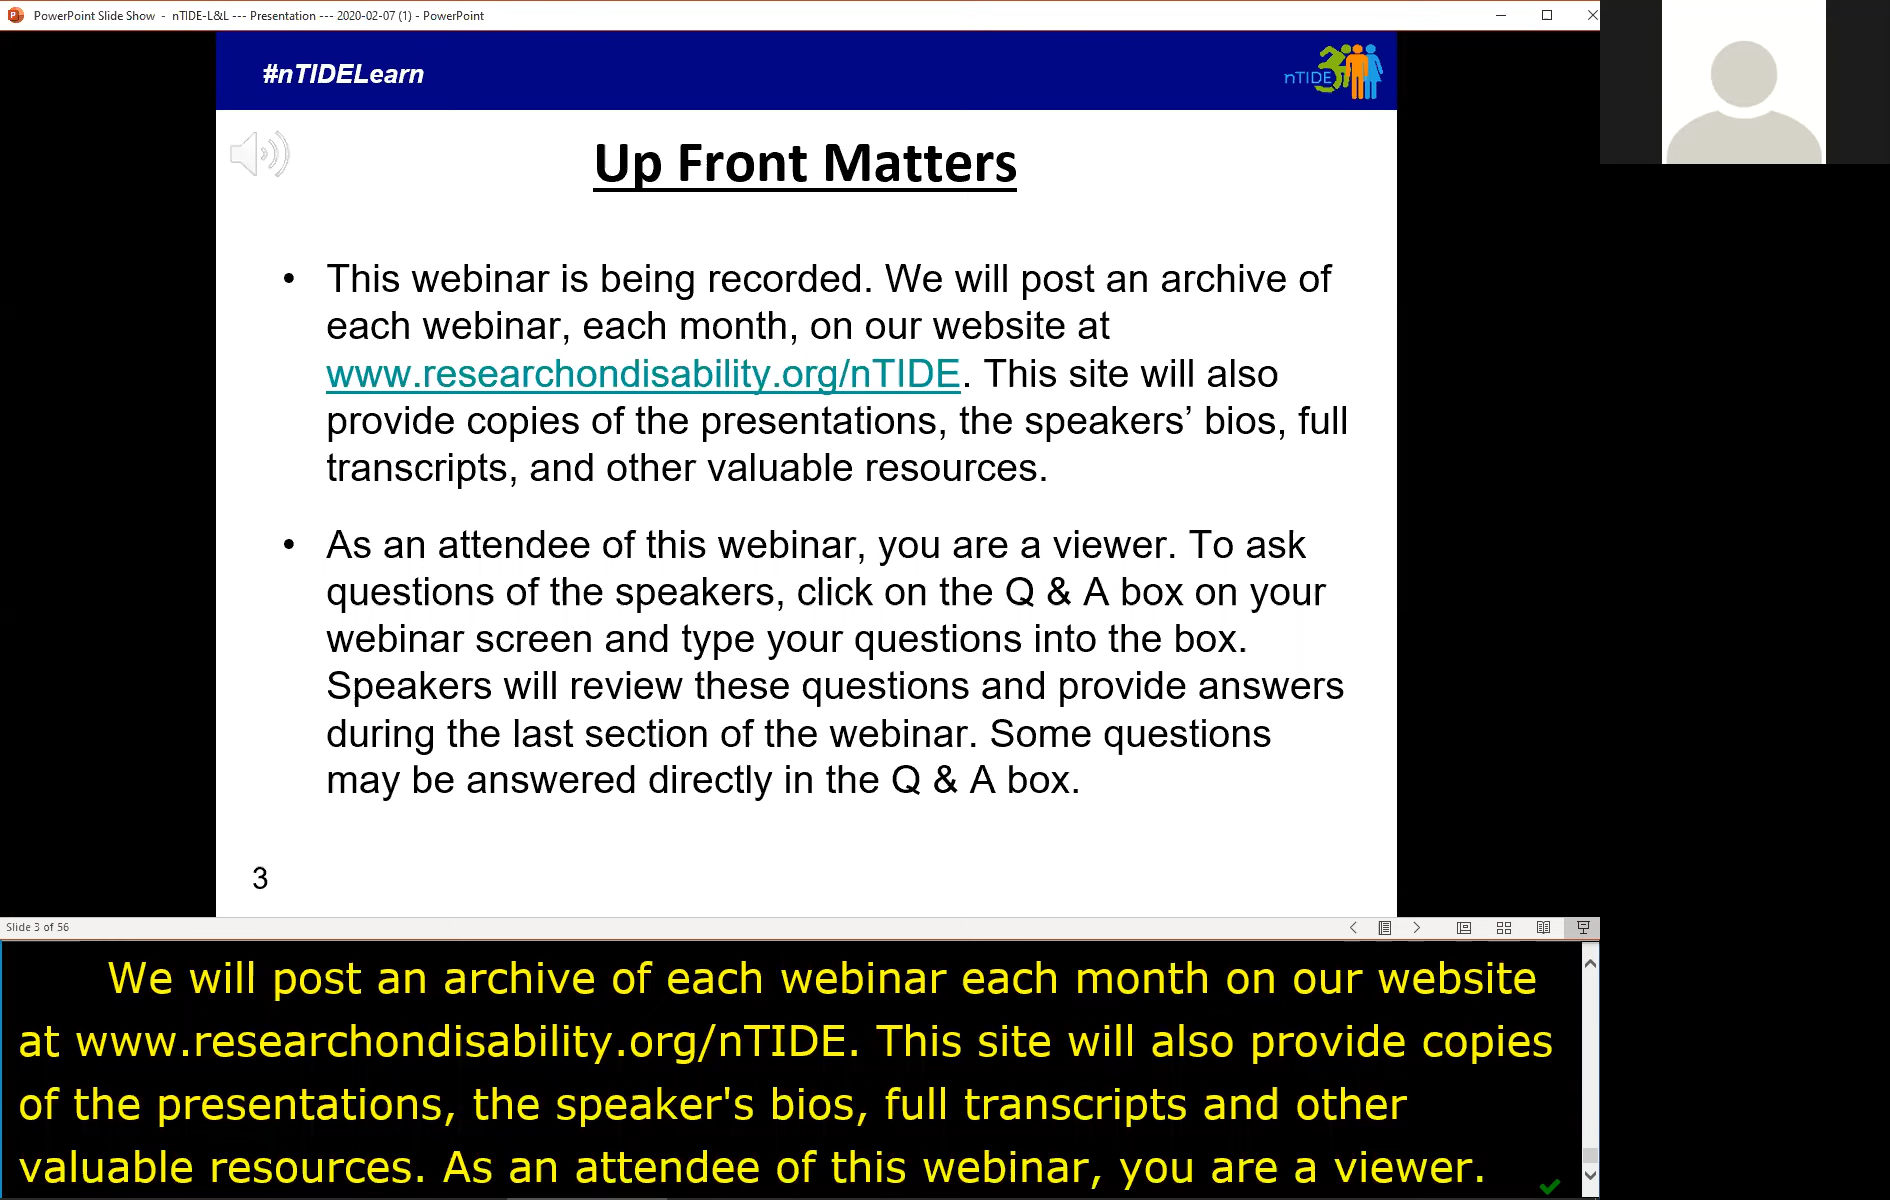 PowerPoint Slide Show - nTIDE-L&L --- Presentation --- 2020-02-07 (1) - PowerPoint
#nTIDELearn
nTIDE
Up Front Matters
• This webinar is being recorded. We will post an archive of
each webinar, each month, on our website at
www.researchondisability.org/nTIDE. This site will also
provide copies of the presentations, the speakers’ bios, full
transcripts, and other valuable resources.
• As an attendee of this webinar, you are a viewer. To ask
questions of the speakers, click on the Q & A box on your
webinar screen and type your questions into the box.
Speakers will review these questions and provide answers
during the last section of the webinar. Some questions
may be answered directly in the Q & A box.
3
Slide 3 of 56
We will post an archive of each webinar each month on our website
at www.researchondisability.org/nTIDE. This site will also provide copies
of the presentations, the speaker's bios, full transcripts and other
valuable resources. As an attendee of this webinar, you are a viewer.